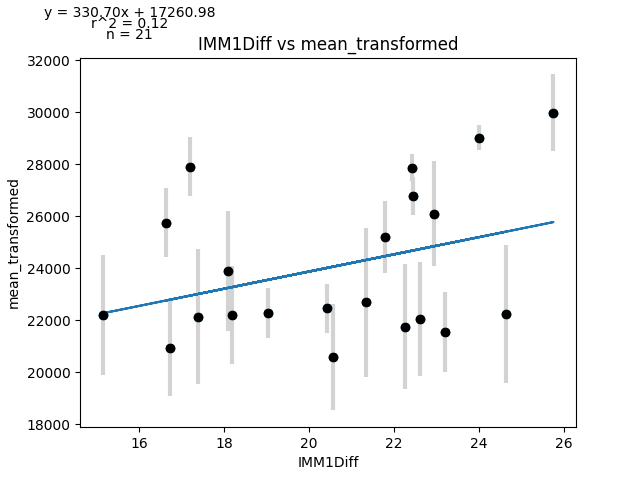 y = 330.70x + 17260.98
r^2 = 0.12
n = 21
IMM1Diff vs mean_transformed
32000
30000
28000
26000
24000
22000
20000
18000
mean_transformed
16
18
20
22
24
26
IMM1Diff